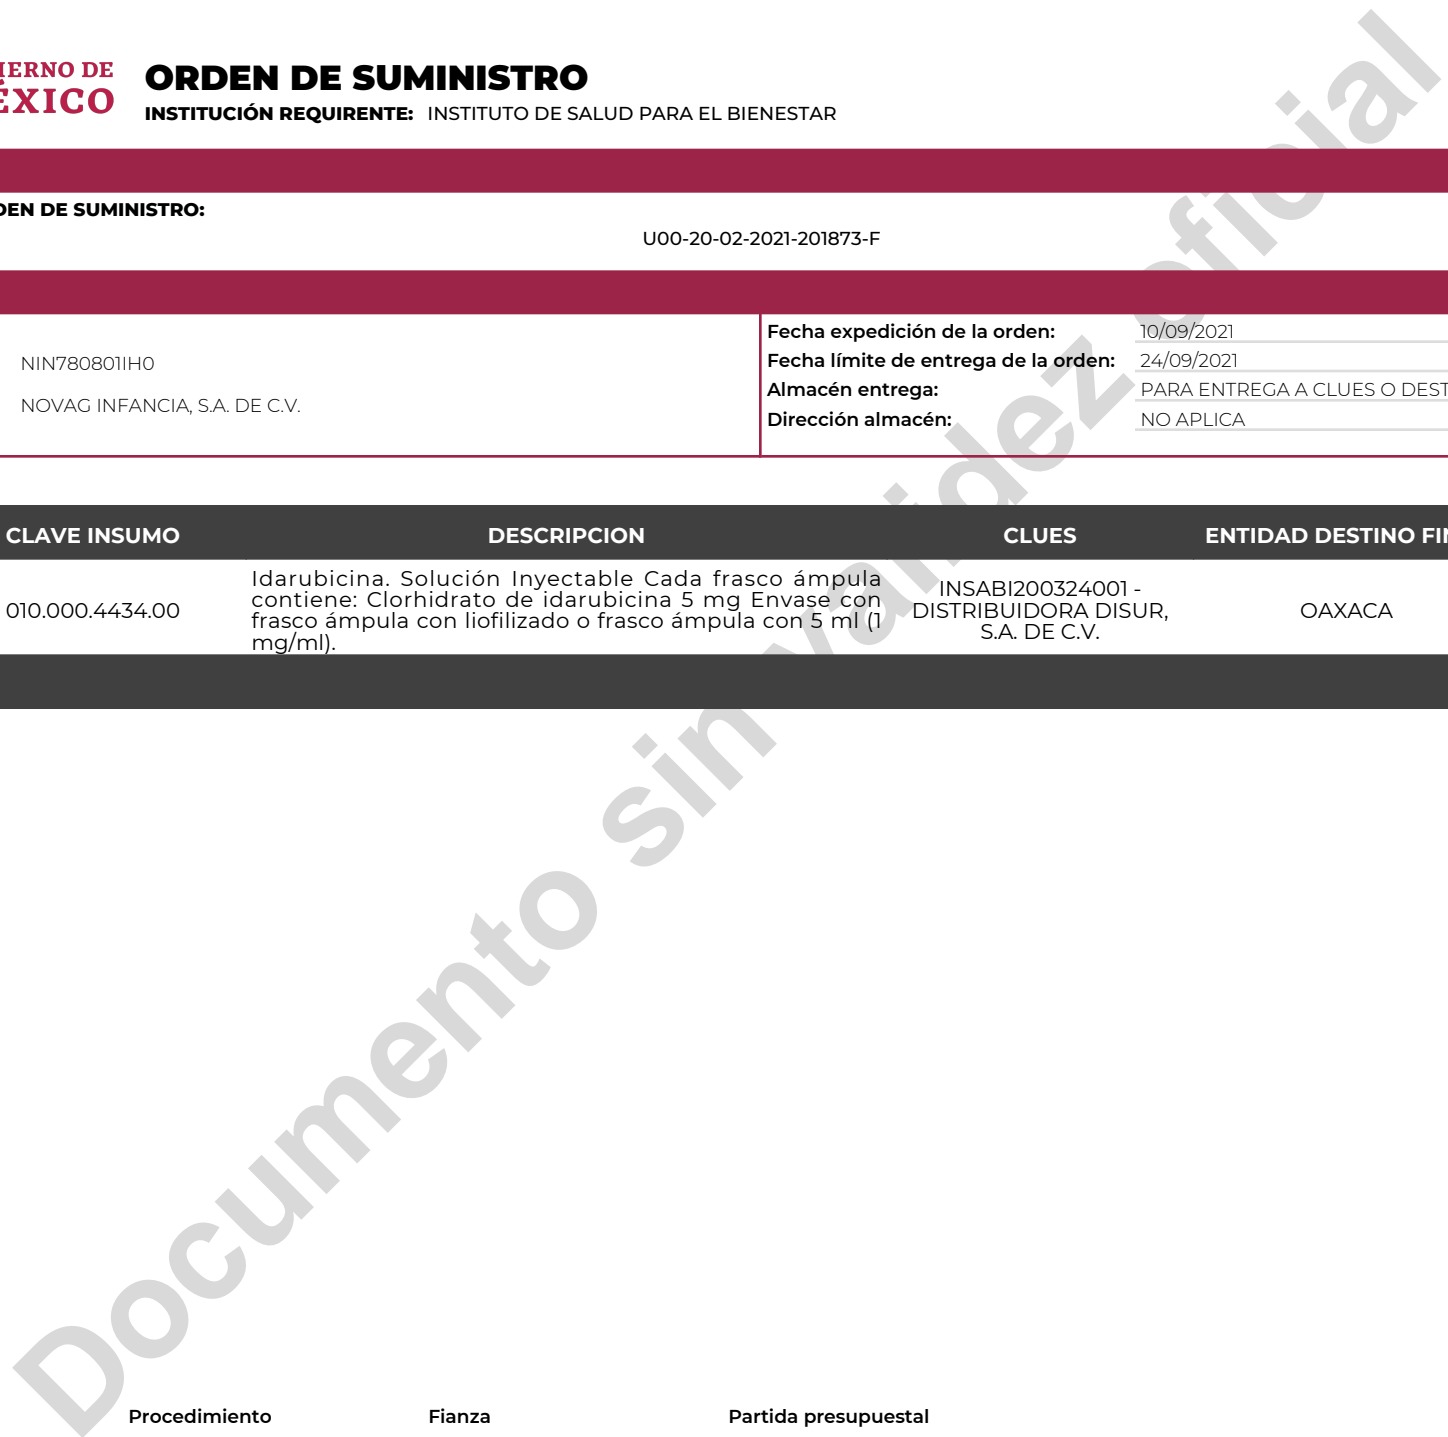 IERNO DE
ÉXICO
ORDEN DE SUMINISTRO
INSTITUCIÓN REQUIRENTE: INSTITUTO DE SALUD PARA EL BIENESTAR
DEN DE SUMINISTRO:
U00-20-02-2021-201873-F
NIN780801IH0
NOVAG INFANCIA, S.A. DE C.V.
Fecha expedición de la orden: 10/09/2021
Fecha límite de entrega de la orden: 24/09/2021
Almacén entrega: PARA ENTREGA A CLUES O DEST
Dirección almacén: NO APLICA
CLAVE INSUMO DESCRIPCION CLUES ENTIDAD DESTINO FIN
010.000.4434.00
Idarubicina. Solución Inyectable Cada frasco ámpula
contiene: Clorhidrato de idarubicina 5 mg Envase con
frasco ámpula con liofilizado o frasco ámpula con 5 ml (1
mg/ml).
INSABI200324001 -
DISTRIBUIDORA DISUR,
S.A. DE C.V.
OAXACA
Documento sin validez oficial
Procedimiento Fianza Partida presupuestal